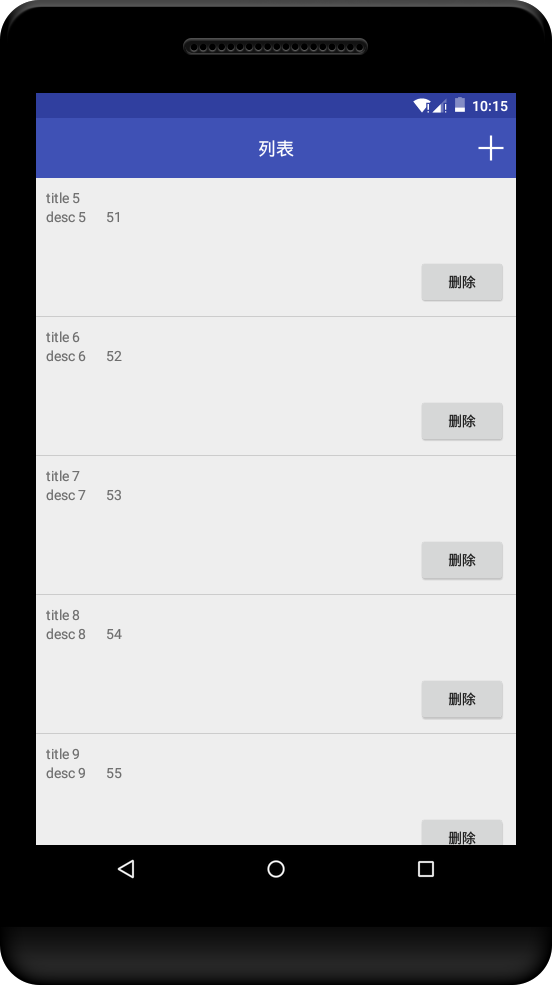 10:15
列表
title 5
desc 5 51
删除
title 6
desc 6 52
删除
title 7
desc 7 53
删除
title 8
desc 8 54
删除
title 9
desc 9 55
删除